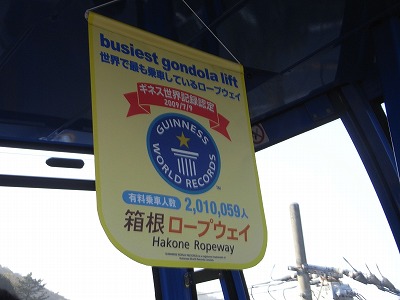 busiest gondola lift
世界で最も乗車しているロープウェイ
ギネス世界記録認定
2009/7/9
GUINNESS
WORLD RECORDS
有料乗車人数 2,010,059人
箱根ロープウェイ
Hakone Ropeway